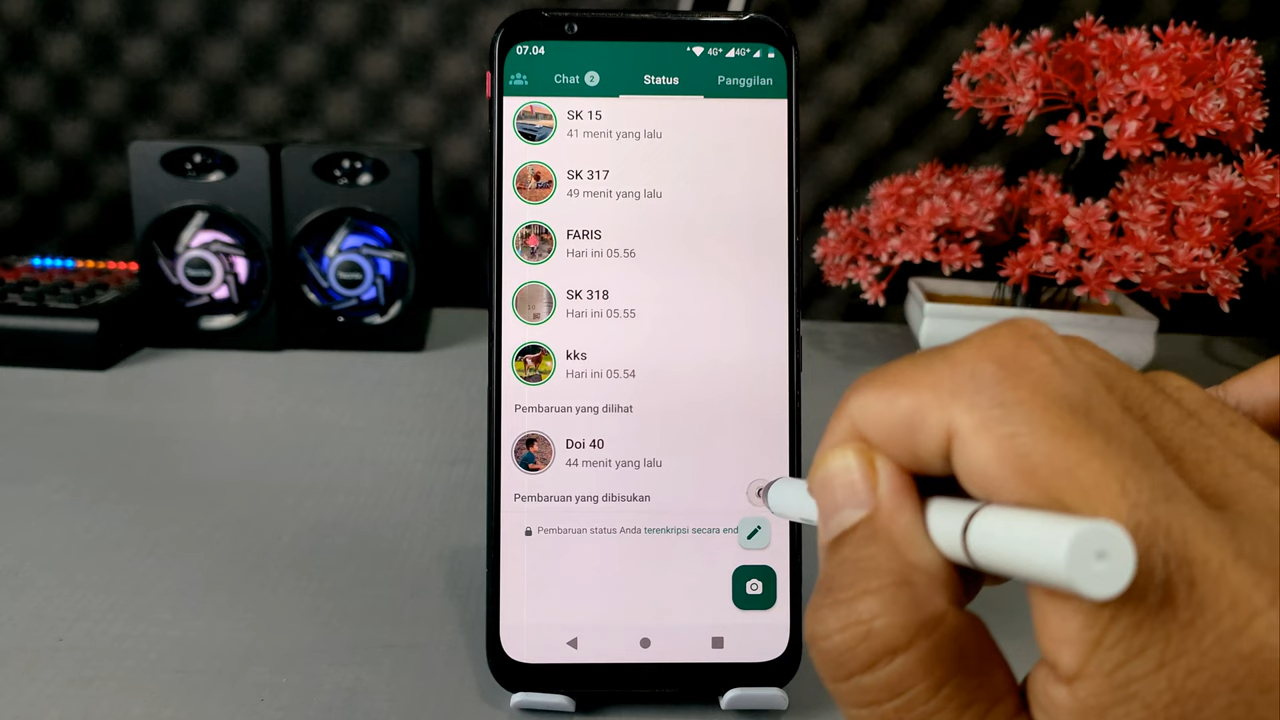 07.04
4G+ 4G+
Chat 2
Status
Panggilan
SK 15
41 menit yang lalu
SK 317
49 menit yang lalu
FARIS
Hari ini 05.56
SK 318
Hari ini 05.55
kks
Hari ini 05.54
Pembaruan yang dilihat
Doi 40
44 menit yang lalu
Pembaruan yang dibisukan
Pembaruan status Anda terenkripsi secara end